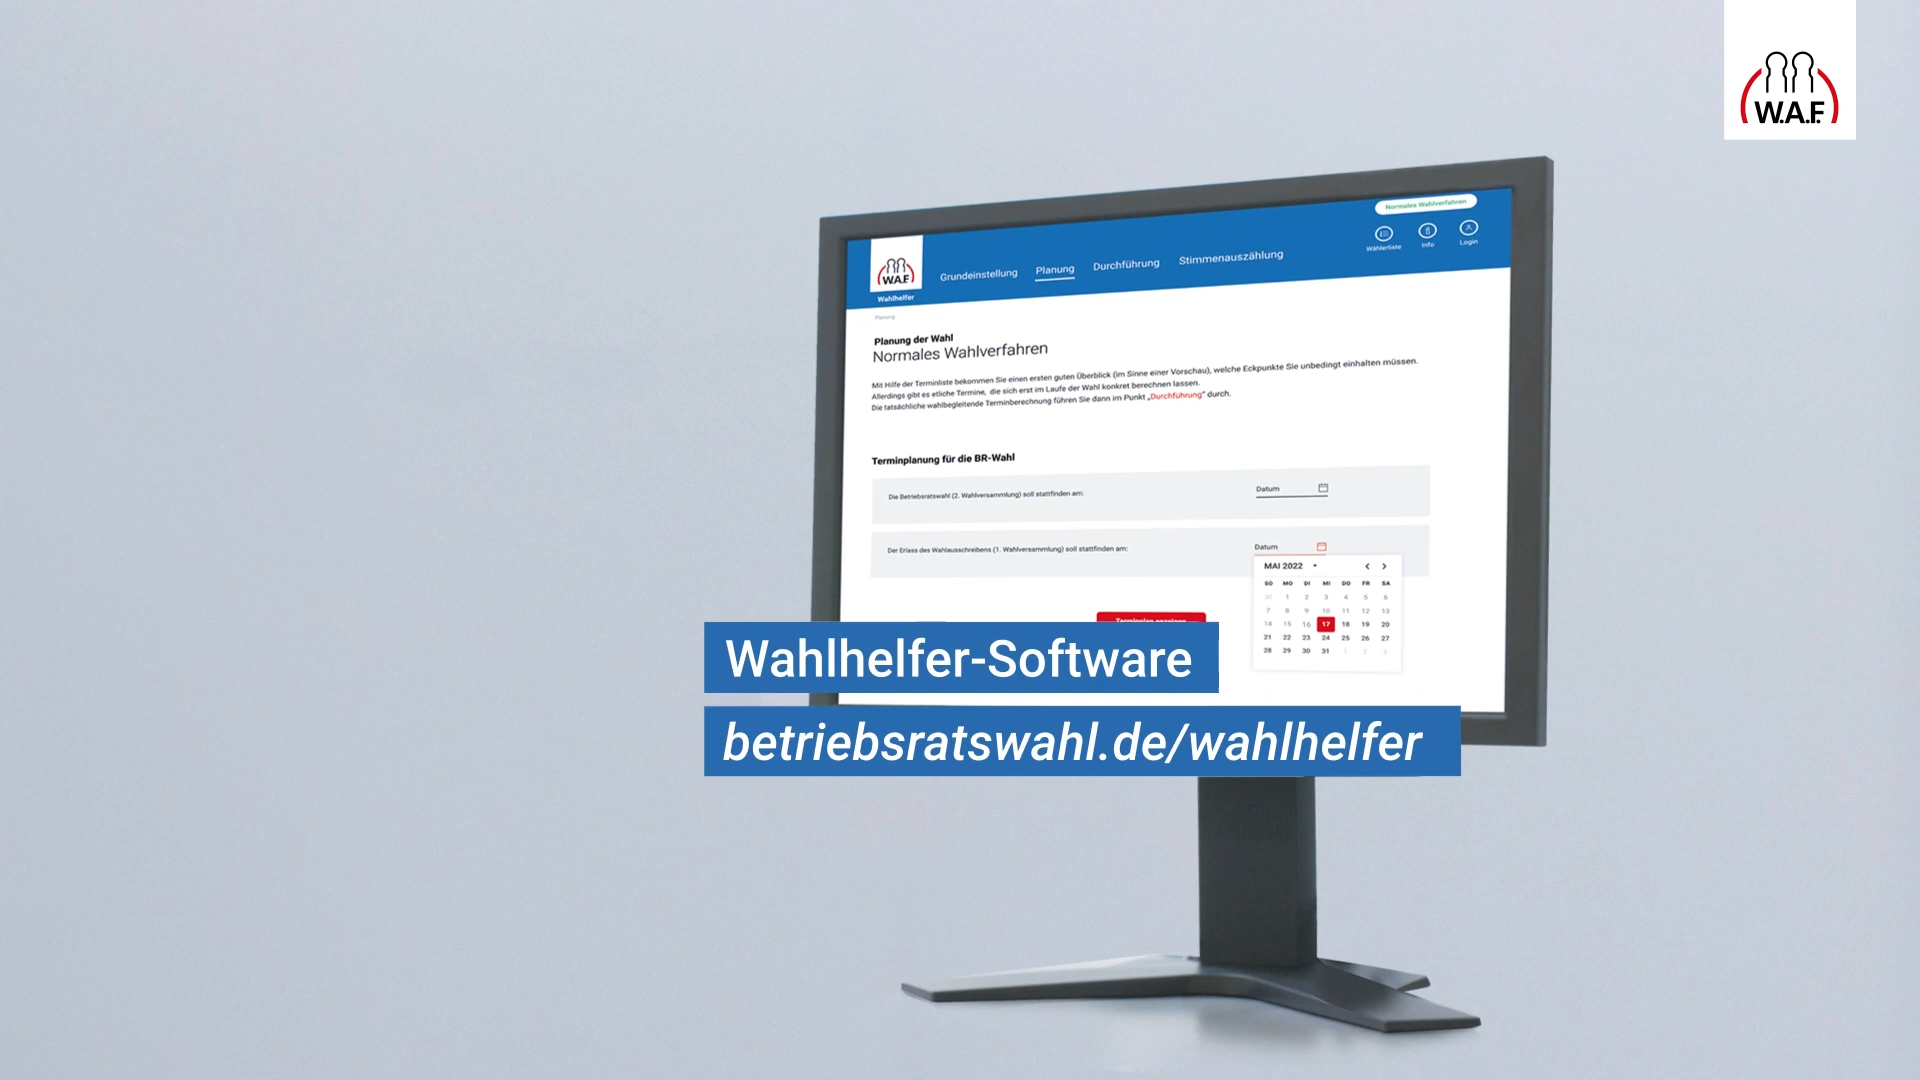 W.A.F.
Normales Wahlverfahren
W.A.F.
Wahlhelfer
Grundeinstellung
Planung
Durchführung
Stimmenauszählung
Wählerliste
Info
Login
Planung
Planung der Wahl
Normales Wahlverfahren
Mit Hilfe der Terminliste bekommen Sie einen ersten guten Überblick (im Sinne einer Vorschau), welche Eckpunkte Sie unbedingt einhalten müssen.
Allerdings gibt es etliche Termine, die sich erst im Laufe der Wahl konkret berechnen lassen.
Die tatsächliche wahlbegleitende Terminberechnung führen Sie dann im Punkt „Durchführung" durch.
Terminplanung für die BR-Wahl
Die Betriebsratswahl (2. Wahlversammlung) soll stattfinden am:
Datum
Der Erlass des Wahlausschreibens (1. Wahlversammlung) soll stattfinden am:
Datum
MAI 2022
SO MO DI MI DO FR SA
30 1 2 3 4 5 6
7 8 9 10 11 12 13
14 15 16 17 18 19 20
21 22 23 24 25 26 27
28 29 30 31 1 2 3
Terminplan anzeigen
Wahlhelfer-Software
betriebsratswahl.de/wahlhelfer